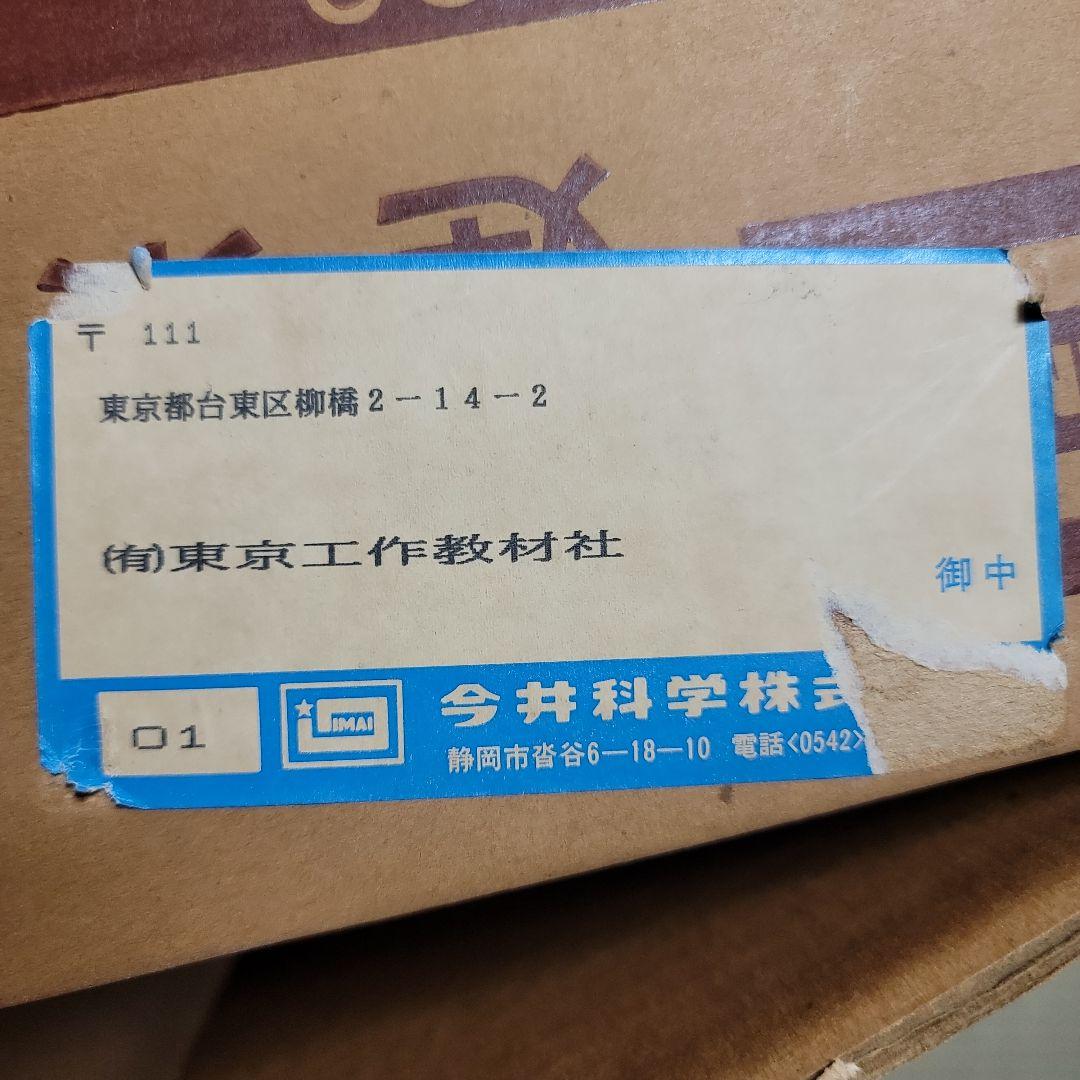 〒 111
東京都台東区柳橋2－14－2
(有)東京工作教材社
御中
01
IMAI
今井科学株式
静岡市沓谷6―18―10 電話<0542>